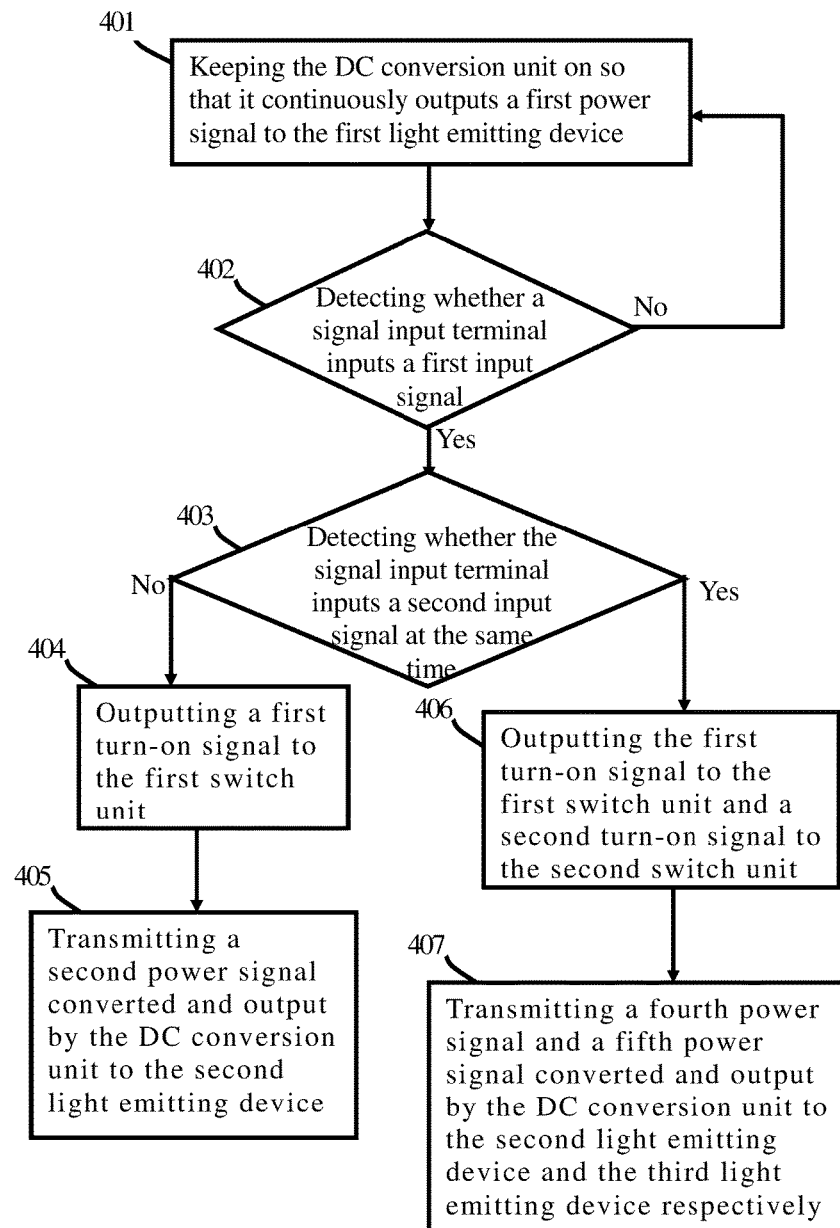 401
Keeping the DC conversion unit on so
that it continuously outputs a first power
signal to the first light emitting device
402
Detecting whether a
signal input terminal
inputs a first input
signal
No
Yes
403
Detecting whether the
signal input terminal
inputs a second input
signal at the same
time
No
Yes
404
Outputting a first
turn-on signal to
the first switch
unit
406
Outputting the first
turn-on signal to the
first switch unit and a
second turn-on signal to
the second switch unit
405
Transmitting a
second power signal
converted and output
by the DC conversion
unit to the second
light emitting device
407
Transmitting a fourth power
signal and a fifth power
signal converted and output
by the DC conversion unit to
the second light emitting
device and the third light
emitting device respectively